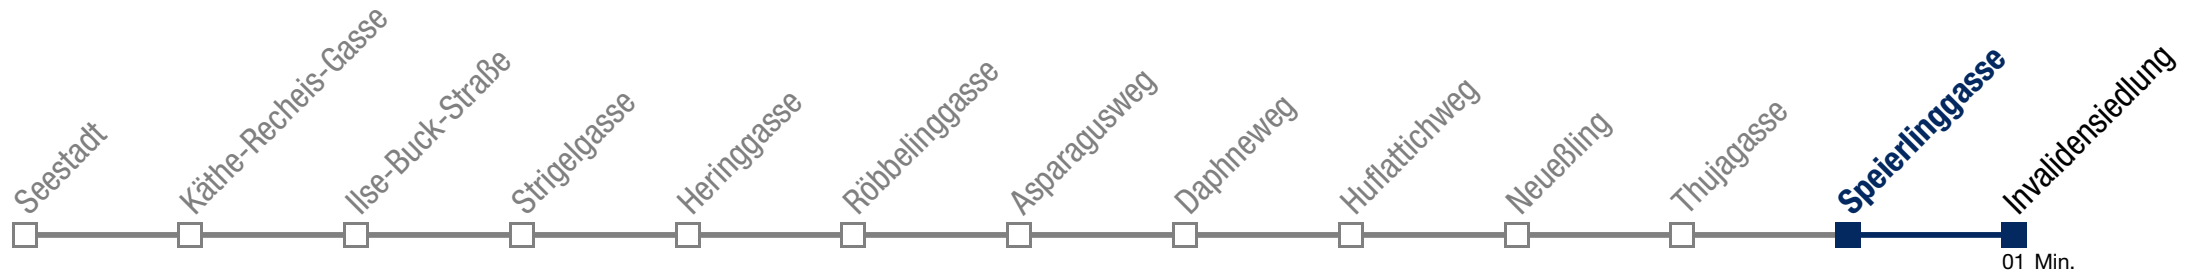 Seestadt
Käthe-Recheis-Gasse
Ilse-Buck-Straße
Strigelgasse
Heringgasse
Röbbelinggasse
Asparagusweg
Daphneweg
Huflattichweg
Neueßling
Thujagasse
Speierlinggasse
Invalidensiedlung
01 Min.